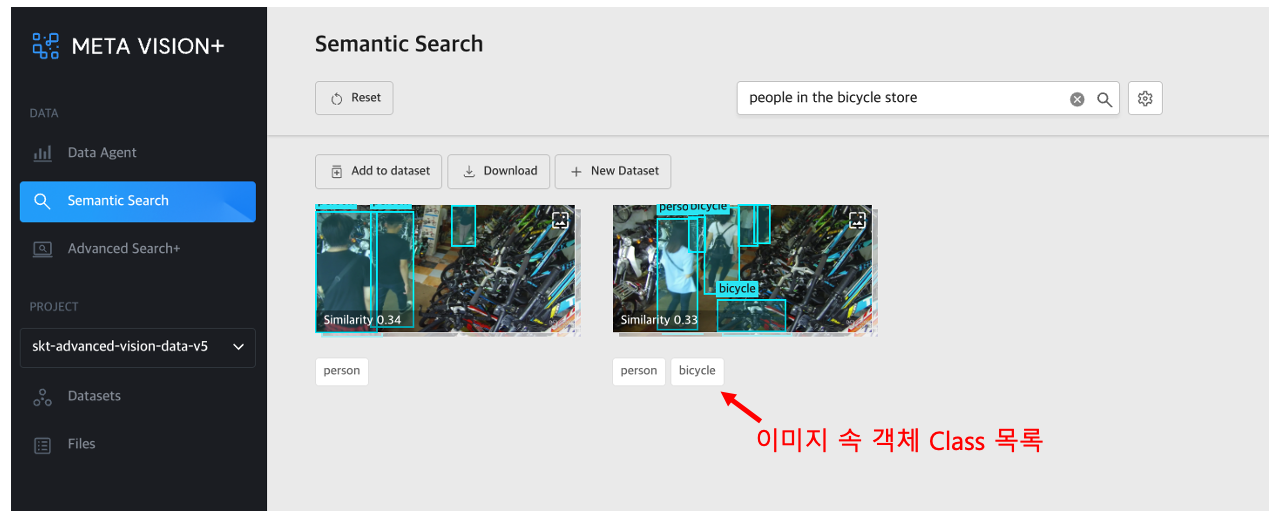 META VISION+
Semantic Search
Reset
people in the bicycle store
DATA
Data Agent
Semantic Search
Advanced Search+
Add to dataset
Download
New Dataset
person
bicycle
bicycle
Similarity 0.34
Similarity 0.33
PROJECT
skt-advanced-vision-data-v5
person
person
bicycle
Datasets
Files
이미지 속 객체 Class 목록